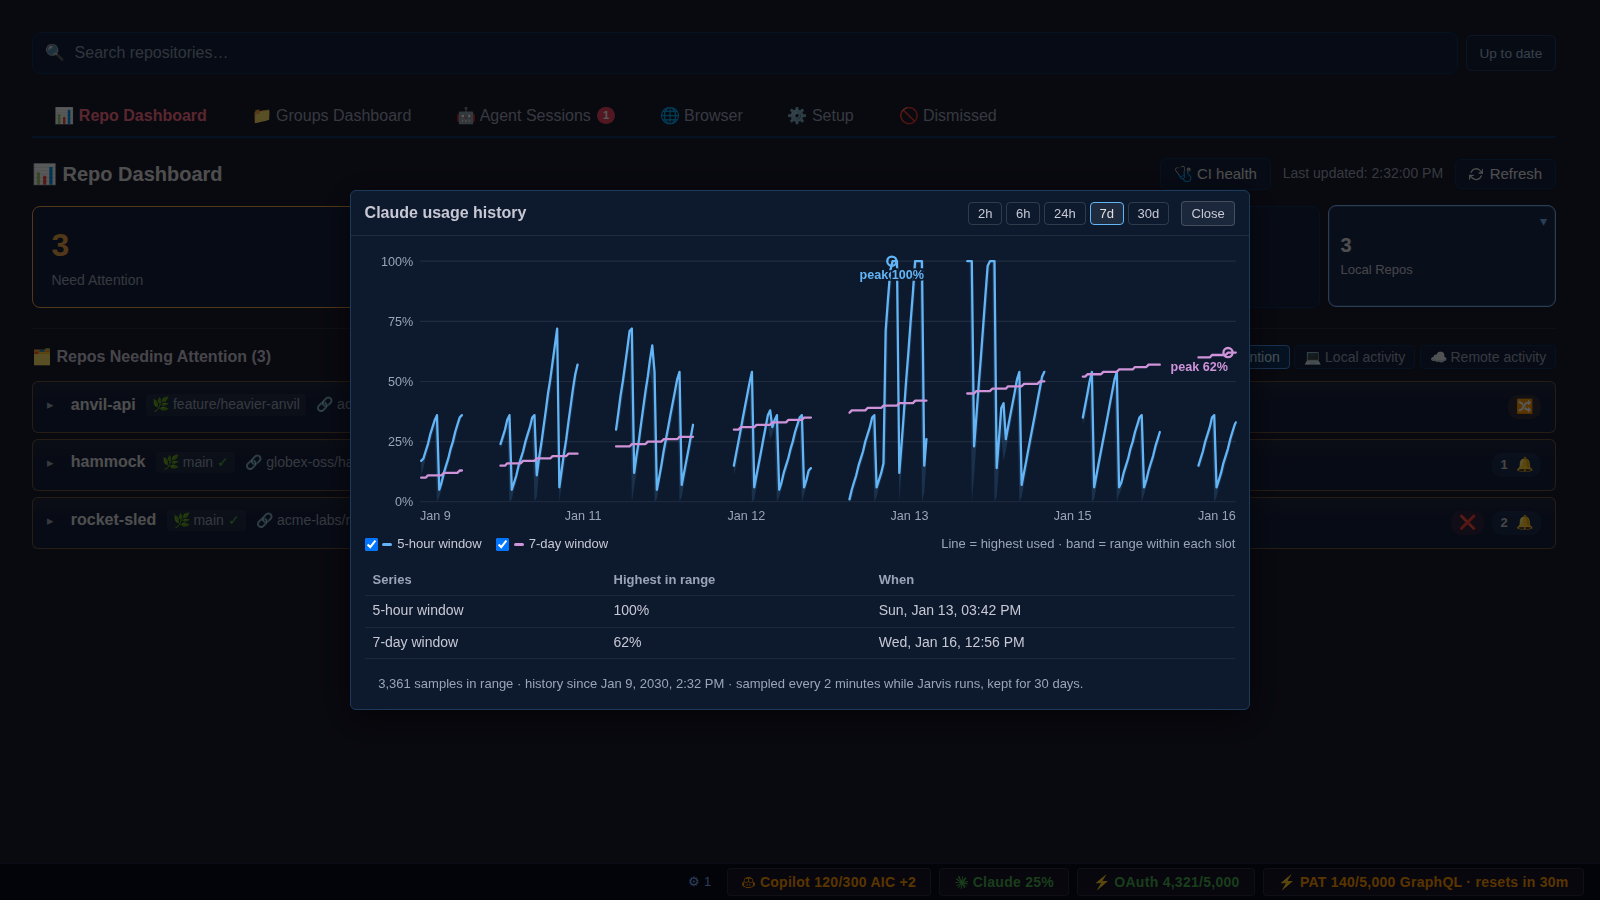 🔍 Search repositories…
Up to date
📊 Repo Dashboard
📁 Groups Dashboard
🤖 Agent Sessions 1
🌐 Browser
⚙️ Setup
🚫 Dismissed
📊 Repo Dashboard
🩺 CI health
Last updated: 2:32:00 PM
Refresh
3
Need Attention
3
Local Repos
🗂️ Repos Needing Attention (3)
💻 Local activity
☁️ Remote activity
▸ anvil-api 🌿 feature/heavier-anvil
▸ hammock 🌿 main ✓ 🔗 globex-oss/ha
1 🔔
▸ rocket-sled 🌿 main ✓ 🔗 acme-labs/r
❌ 2 🔔
Claude usage history
2h 6h 24h 7d 30d Close
100%
75%
50%
25%
0%
peak 100%
peak 62%
Jan 9 Jan 11 Jan 12 Jan 13 Jan 15 Jan 16
5-hour window 7-day window
Line = highest used · band = range within each slot
Series Highest in range When
5-hour window 100% Sun, Jan 13, 03:42 PM
7-day window 62% Wed, Jan 16, 12:56 PM
3,361 samples in range · history since Jan 9, 2030, 2:32 PM · sampled every 2 minutes while Jarvis runs, kept for 30 days.
⚙ 1
Copilot 120/300 AIC +2
Claude 25%
⚡ OAuth 4,321/5,000
⚡ PAT 140/5,000 GraphQL · resets in 30m